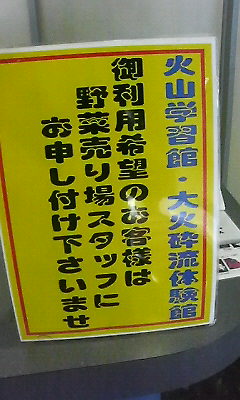 火山学習館・大火砕流体験館
御利用希望のお客様は
野菜売り場スタッフに
お申し付け下さいませ